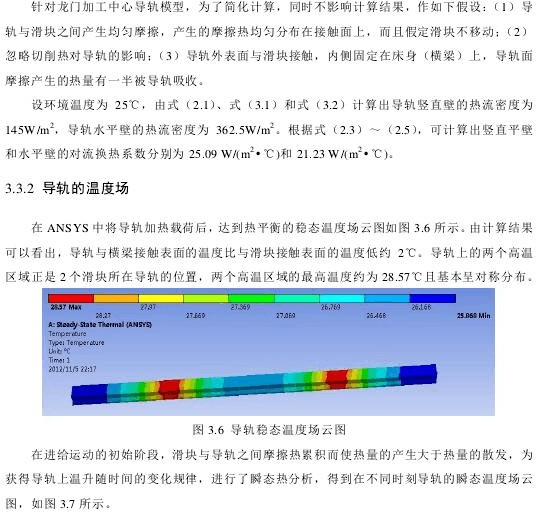 针对龙门加工中心导轨模型，为了简化计算，同时不影响计算结果，作如下假设：（1）导
轨与滑块之间产生均匀摩擦，产生的摩擦热均匀分布在接触面上，而且假定滑块不移动；（2）
忽略切削热对导轨的影响；（3）导轨外表面与滑块接触，内侧固定在床身（横梁）上，导轨面
摩擦产生的热量有一半被导轨吸收。
设环境温度为 25℃，由式（2.1）、式（3.1）和式（3.2）计算出导轨竖直壁的热流密度为
145W/m²，导轨水平壁的热流密度为 362.5W/m²。根据式（2.3）～（2.5），可计算出竖直平壁
和水平壁的对流换热系数分别为 25.09 W/(m²•℃)和 21.23 W/(m²•℃)。
3.3.2 导轨的温度场
在 ANSYS 中将导轨加热载荷后，达到热平衡的稳态温度场云图如图 3.6 所示。由计算结果
可以看出，导轨与横梁接触表面的温度比与滑块接触表面的温度低约 2℃。导轨上的两个高温
区域正是 2 个滑块所在导轨的位置，两个高温区域的最高温度约为 28.57℃且基本呈对称分布。
28.57 Max 27.97 27.369 26.769 26.168
28.27 27.669 27.069 26.468 25.868 Min
A: Steady-State Thermal (ANSYS)
Temperature
Type: Temperature
Unit: °C
Time: 1
2012/11/5 22:17
图 3.6 导轨稳态温度场云图
在进给运动的初始阶段，滑块与导轨之间摩擦热累积而使热量的产生大于热量的散发，为
获得导轨上温升随时间的变化规律，进行了瞬态热分析，得到在不同时刻导轨的瞬态温度场云
图，如图 3.7 所示。